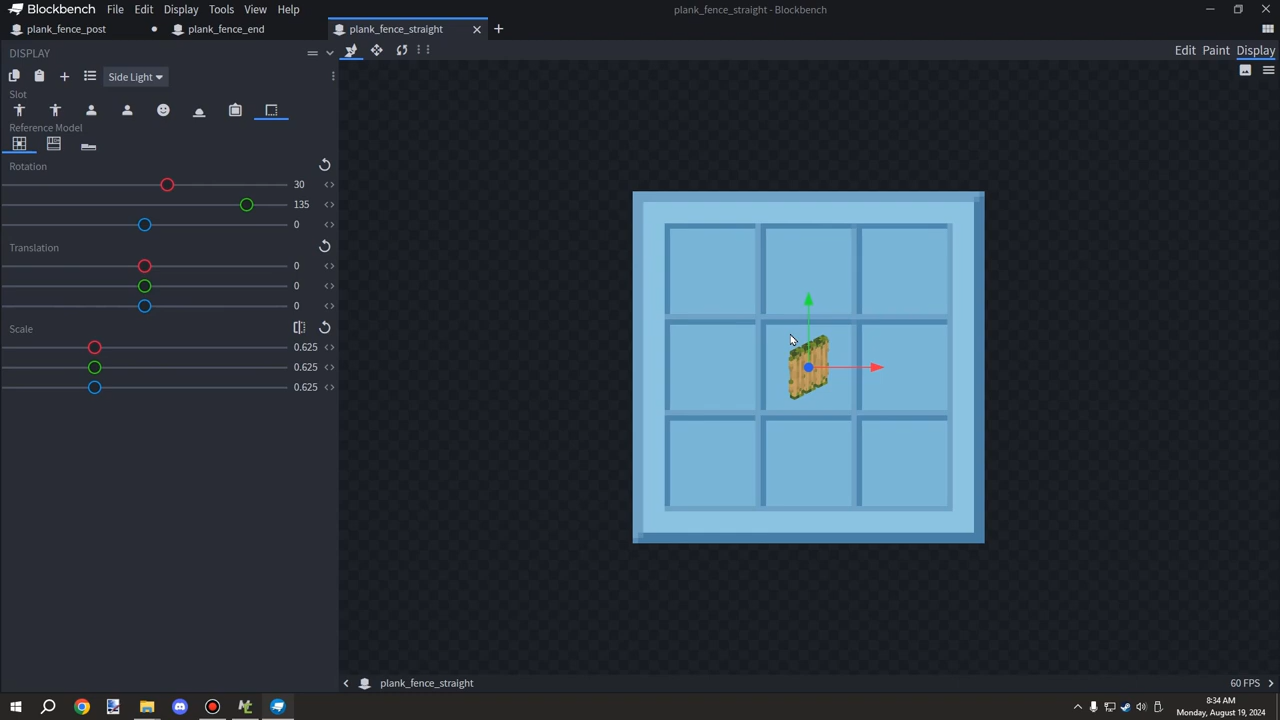 Blockbench File Edit Display Tools View Help
plank_fence_straight - Blockbench
plank_fence_post
plank_fence_end
plank_fence_straight
DISPLAY
Edit Paint Display
Side Light
Slot
Reference Model
Rotation
30
135
0
Translation
0
0
0
Scale
0.625
0.625
0.625
plank_fence_straight
60 FPS
8:34 AM
Monday, August 19, 2024